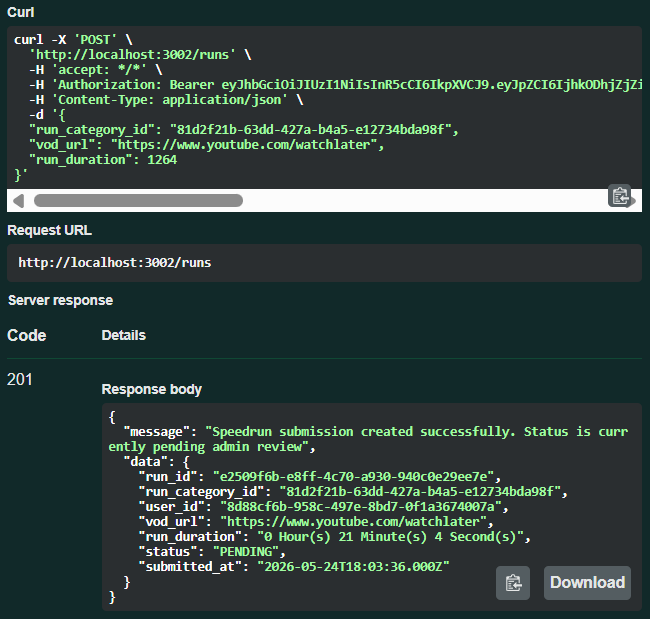 Curl
curl -X 'POST' \
'http://localhost:3002/runs' \
-H 'accept: */*' \
-H 'Authorization: Bearer eyJhbGciOiJIUzI1NiIsInR5cCI6IkpXVCJ9.eyJpZCI6IjhkODhjZjZi
-H 'Content-Type: application/json' \
-d '{
"run_category_id": "81d2f21b-63dd-427a-b4a5-e12734bda98f",
"vod_url": "https://www.youtube.com/watchlater",
"run_duration": 1264
}'
Request URL
http://localhost:3002/runs
Server response
Code Details
201
Response body
{
"message": "Speedrun submission created successfully. Status is curr
ently pending admin review",
"data": {
"run_id": "e2509f6b-e8ff-4c70-a930-940c0e29ee7e",
"run_category_id": "81d2f21b-63dd-427a-b4a5-e12734bda98f",
"user_id": "8d88cf6b-958c-497e-8bd7-0f1a3674007a",
"vod_url": "https://www.youtube.com/watchlater",
"run_duration": "0 Hour(s) 21 Minute(s) 4 Second(s)",
"status": "PENDING",
"submitted_at": "2026-05-24T18:03:36.000Z"
}
}
Download